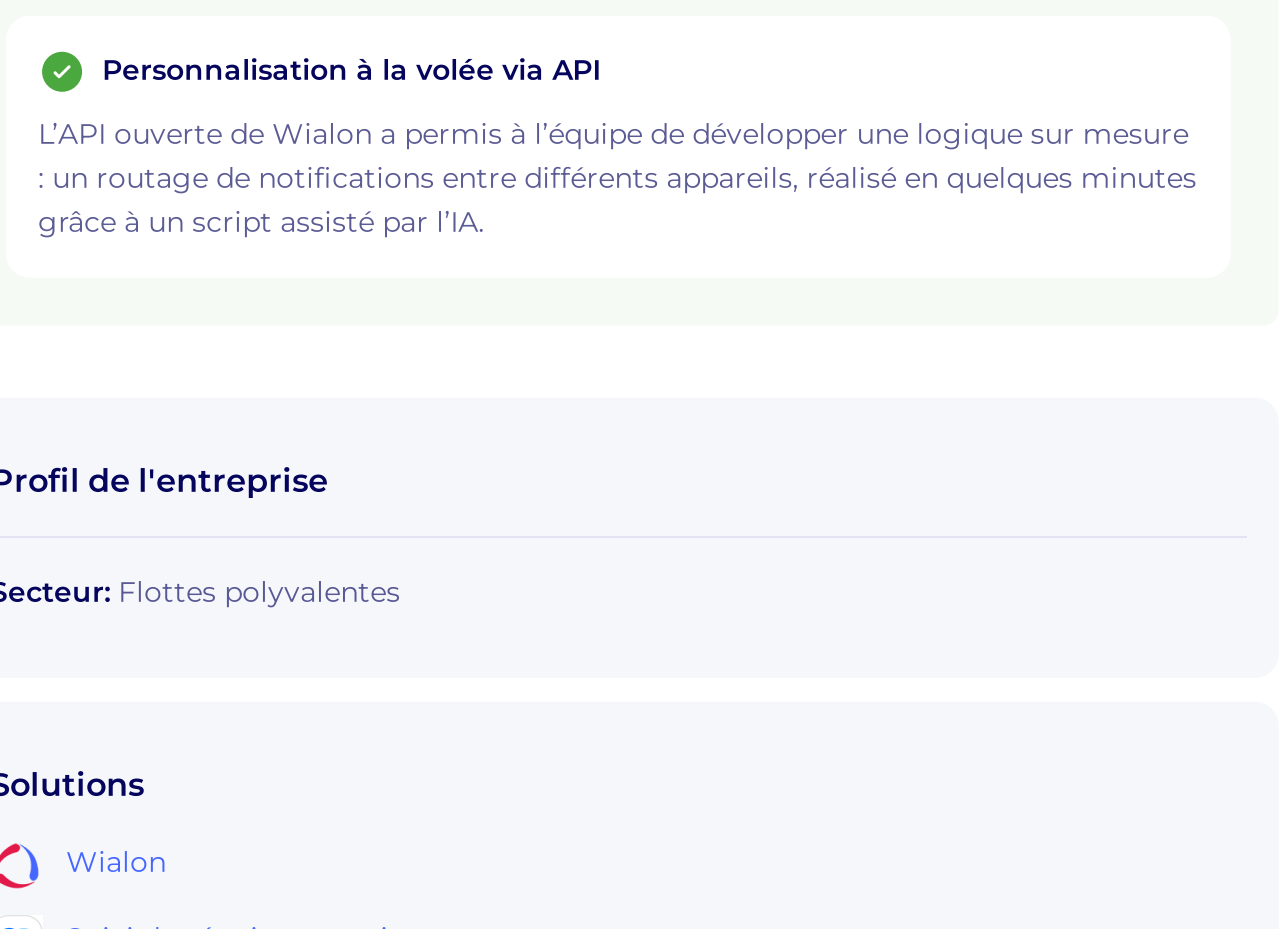 Personnalisation à la volée via API
L’API ouverte de Wialon a permis à l’équipe de développer une logique sur mesure
: un routage de notifications entre différents appareils, réalisé en quelques minutes
grâce à un script assisté par l’IA.
Profil de l'entreprise
Secteur: Flottes polyvalentes
Solutions
Wialon